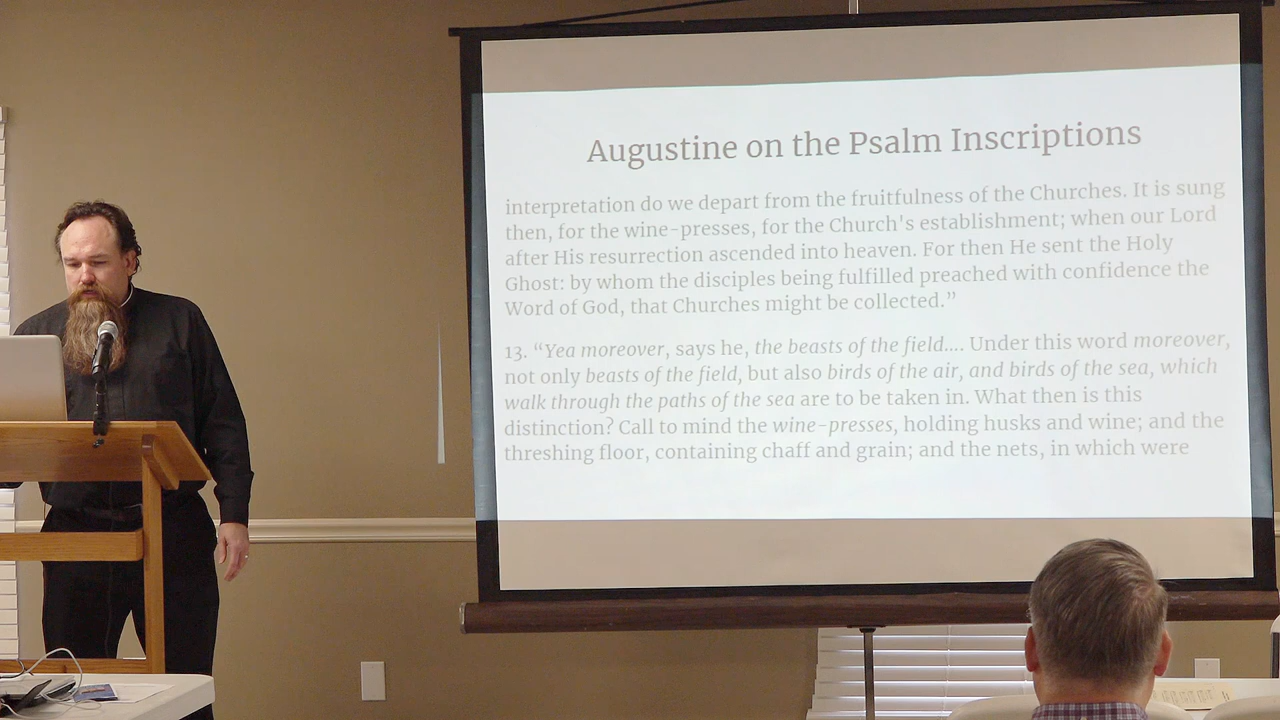 Augustine on the Psalm Inscriptions
interpretation do we depart from the fruitfulness of the Churches. It is sung
then, for the wine-presses, for the Church's establishment; when our Lord
after His resurrection ascended into heaven. For then He sent the Holy
Ghost: by whom the disciples being fulfilled preached with confidence the
Word of God, that Churches might be collected.”
13. “Yea moreover, says he, the beasts of the field.... Under this word moreover,
not only beasts of the field, but also birds of the air, and birds of the sea, which
walk through the paths of the sea are to be taken in. What then is this
distinction? Call to mind the wine-presses, holding husks and wine; and the
threshing floor, containing chaff and grain; and the nets, in which were